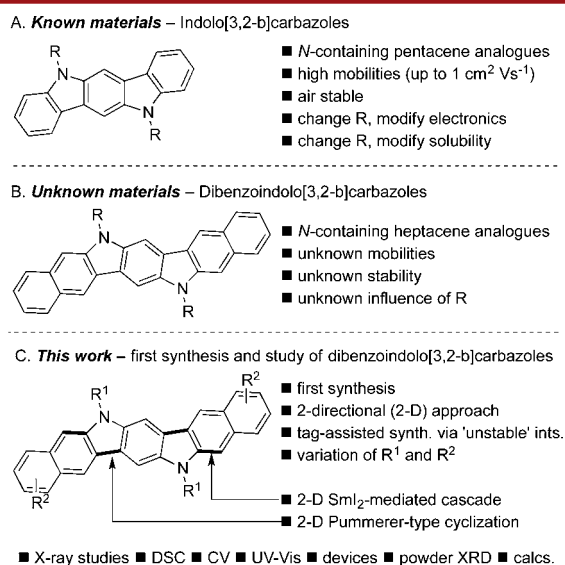 A. Known materials – Indolo[3,2-b]carbazoles
R
N
N
R
■ N-containing pentacene analogues
■ high mobilities (up to 1 cm² Vs⁻¹)
■ air stable
■ change R, modify electronics
■ change R, modify solubility
B. Unknown materials – Dibenzoindolo[3,2-b]carbazoles
R
N
N
R
■ N-containing heptacene analogues
■ unknown mobilities
■ unknown stability
■ unknown influence of R
C. This work – first synthesis and study of dibenzoindolo[3,2-b]carbazoles
R¹
R²
N
N
R¹
R²
■ first synthesis
■ 2-directional (2-D) approach
■ tag-assisted synth. via 'unstable' ints.
■ variation of R¹ and R²
■ 2-D SmI₂-mediated cascade
■ 2-D Pummerer-type cyclization
■ X-ray studies ■ DSC ■ CV ■ UV-Vis ■ devices ■ powder XRD ■ calcs.